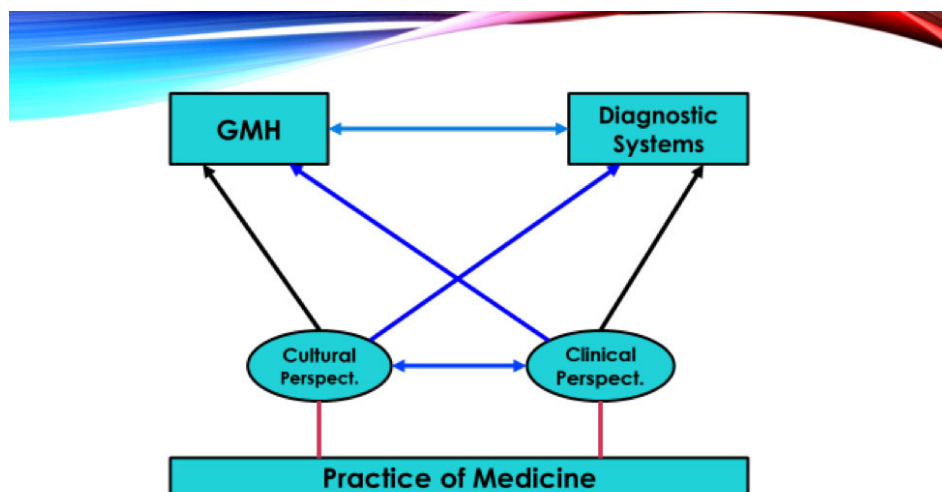 GMH
Diagnostic
Systems
Cultural
Perspect.
Clinical
Perspect.
Practice of Medicine